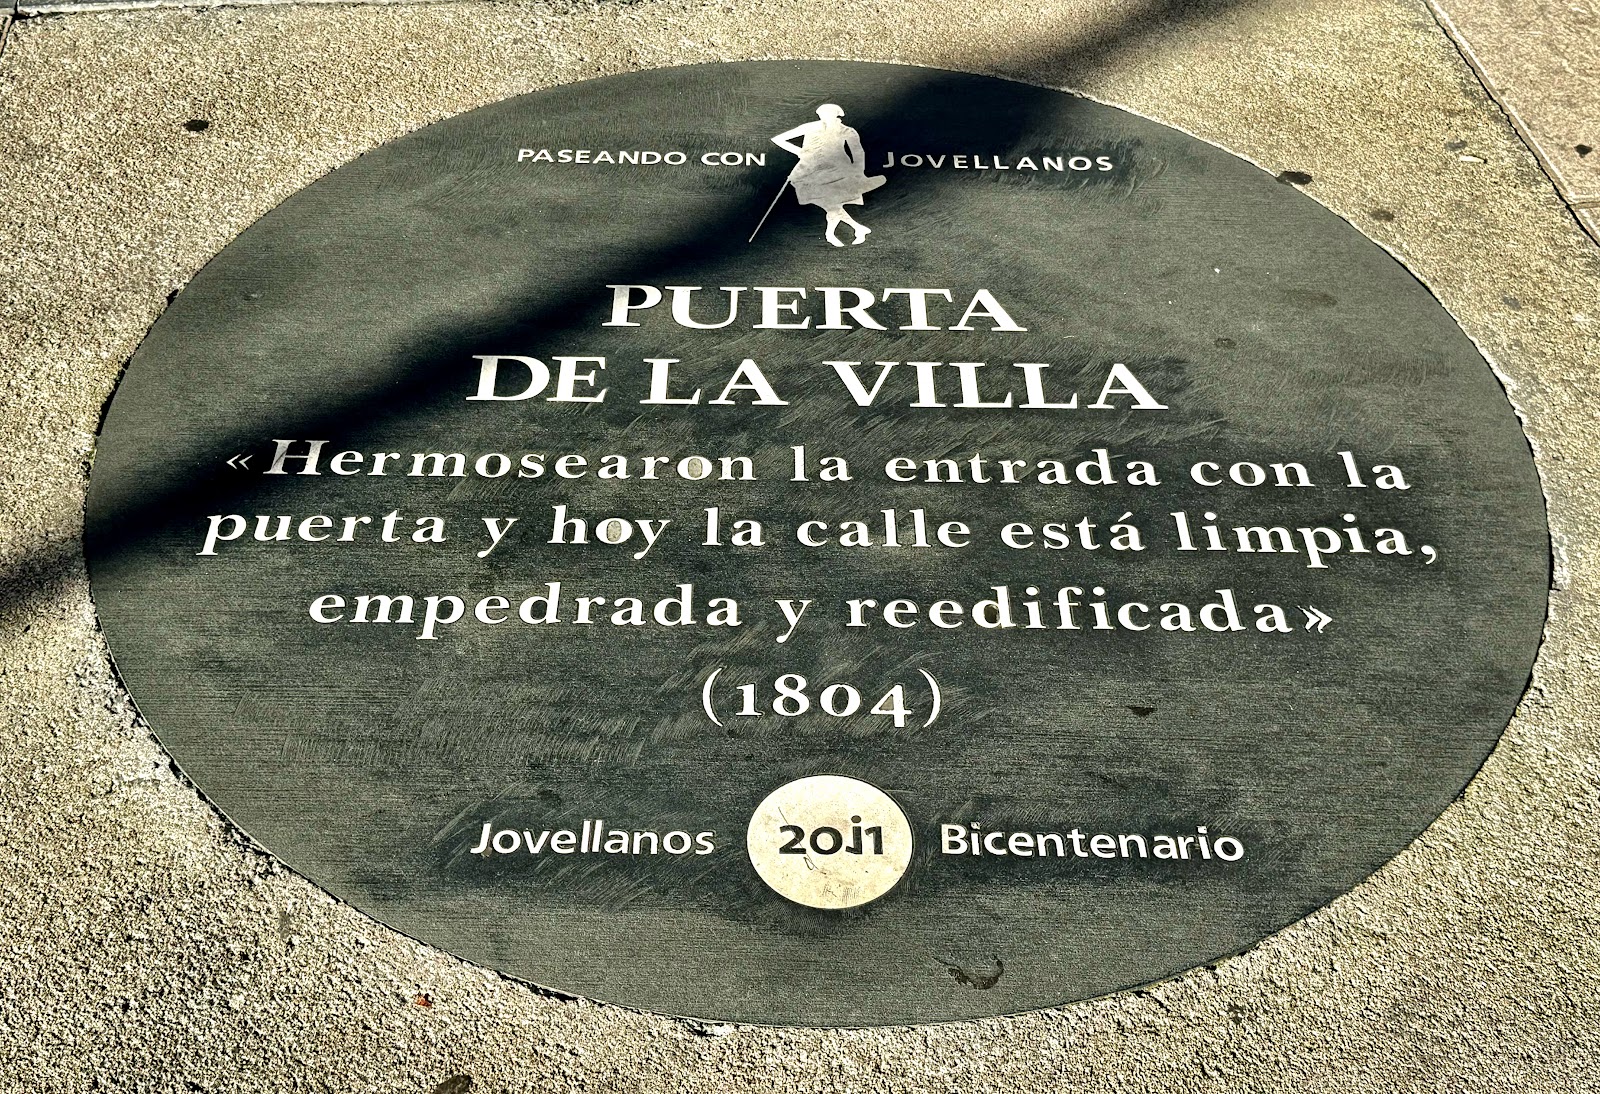 PASEANDO CON JOVELLANOS
PUERTA
DE LA VILLA
«Hermosearon la entrada con la
puerta y hoy la calle está limpia,
empedrada y reedificada»
(1804)
Jovellanos 20j1 Bicentenario